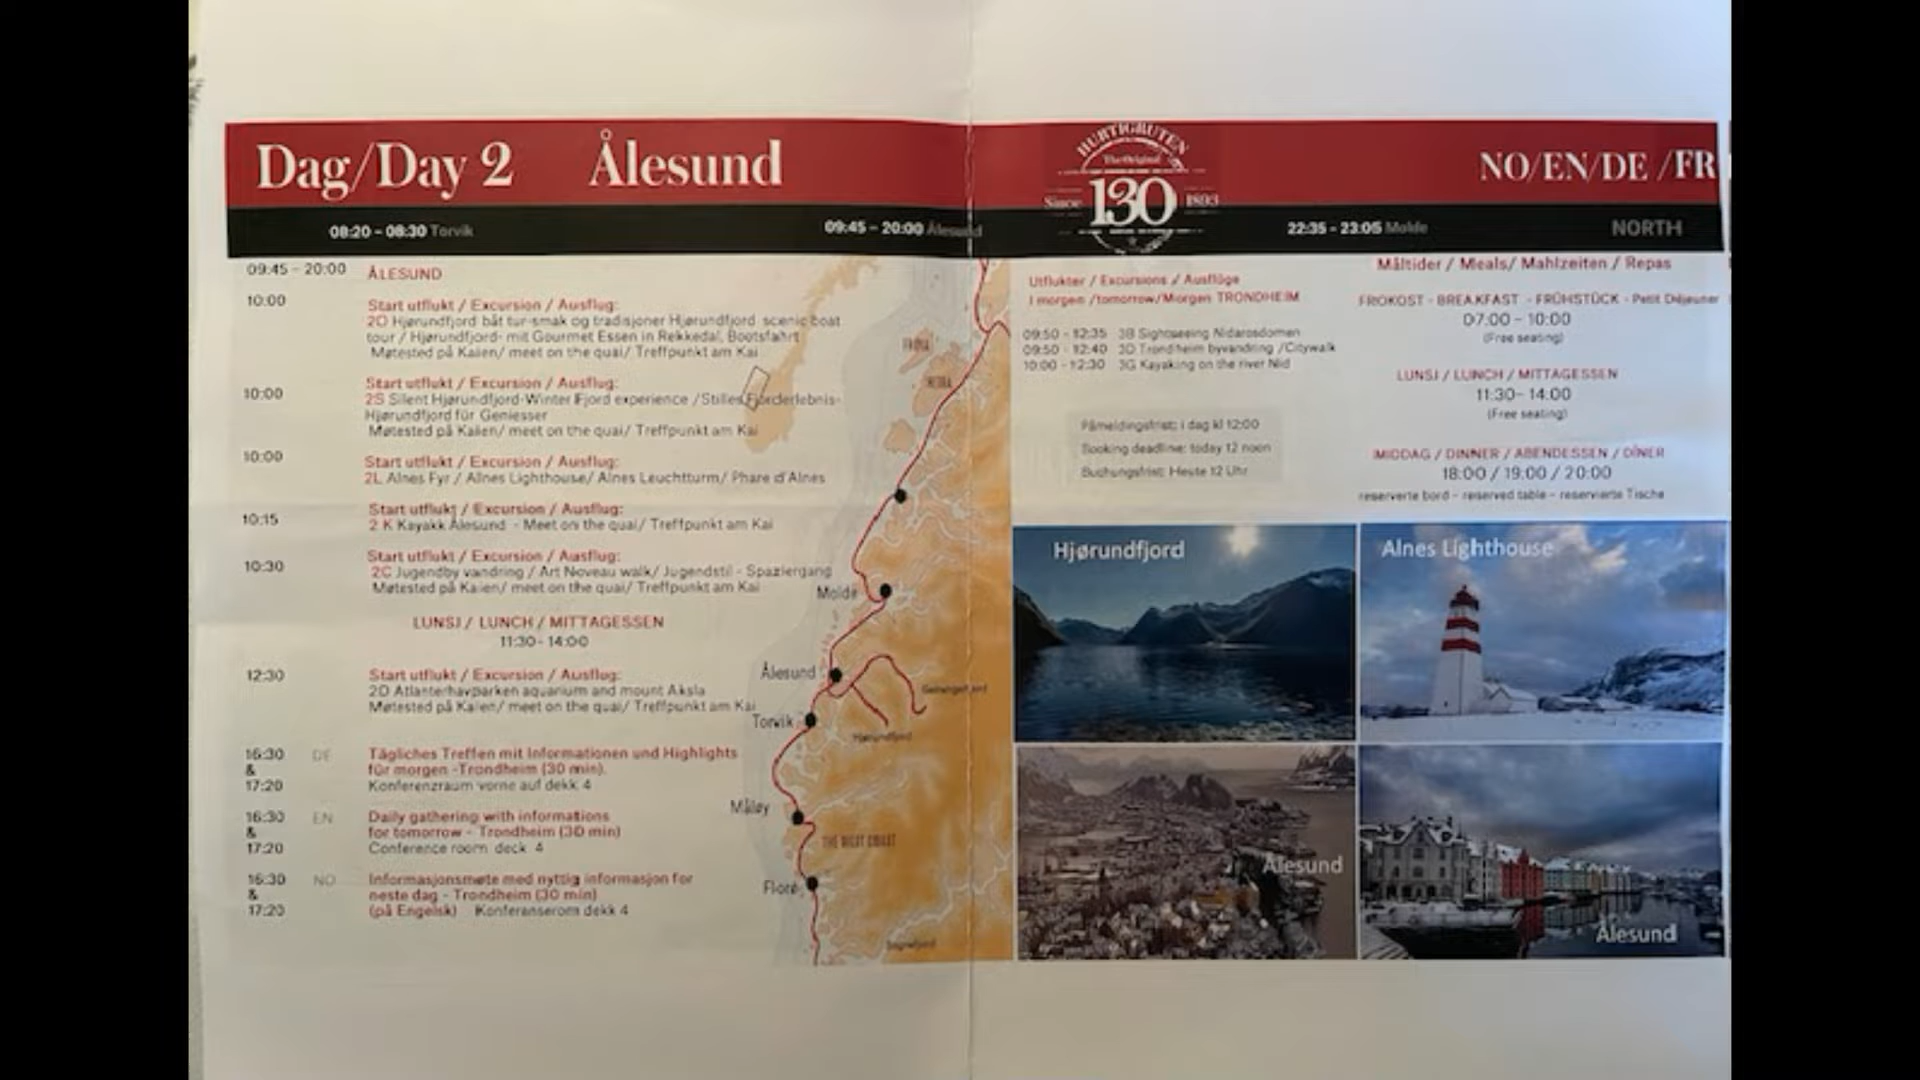 Dag/Day 2 Ålesund
HURTIGRUTEN
The Original
Since 130 1893
NO/EN/DE /FR
08:20 - 08:30 Torvik
09:45 - 20:00 Ålesund
22:35 - 23:05 Molde
NORTH
09:45 - 20:00 ÅLESUND
10:00 Start utflukt / Excursion / Ausflug:
2O Hjørundfjord båt tur-smak og tradisjoner Hjørundfjord scenic boat
tour / Hjørundfjord- mit Gourmet Essen in Rekkedal, Bootsfahrt
Møtested på Kaien/ meet on the quai/ Treffpunkt am Kai
10:00 Start utflukt / Excursion / Ausflug:
2S Silent Hjørundfjord-Winter Fjord experience /Stilles Fjorderlebnis-
Hjørundfjord für Geniesser
Møtested på Kaien/ meet on the quai/ Treffpunkt am Kai
10:00 Start utflukt / Excursion / Ausflug:
2L Alnes Fyr / Alnes Lighthouse/ Alnes Leuchtturm/ Phare d'Alnes
10:15 Start utflukt / Excursion / Ausflug:
2 K Kayakk Ålesund - Meet on the quai/ Treffpunkt am Kai
10:30 Start utflukt / Excursion / Ausflug:
2C Jugendby vandring / Art Noveau walk/ Jugendstil - Spaziergang
Møtested på Kaien/ meet on the quai/ Treffpunkt am Kai
LUNSJ / LUNCH / MITTAGESSEN
11:30- 14:00
12:30 Start utflukt / Excursion / Ausflug:
2D Atlanterhavparken aquarium and mount Aksla
Møtested på Kaien/ meet on the quai/ Treffpunkt am Kai
16:30 DE Tägliches Treffen mit Informationen und Highlights
& für morgen -Trondheim (30 min).
17:20 Konferenzraum vorne auf dekk 4
16:30 EN Daily gathering with informations
& for tomorrow - Trondheim (30 min)
17:20 Conference room deck 4
16:30 NO Informasjonsmøte med nyttig informasjon for
& neste dag - Trondheim (30 min)
17:20 (på Engelsk) Konferanserom dekk 4
FRØYA
HITRA
Molde
Ålesund
Geirangerfjord
Torvik
Hjørundfjord
Måløy
THE WEST COAST
Florø
Sognefjord
Utflukter / Excursions / Ausflüge
I morgen /tomorrow/Morgen TRONDHEIM
09:50 - 12:35 3B Sightseeing Nidarosdomen
09:50 - 12:40 3D Trondheim byvandring /Citywalk
10:00 - 12:30 3G Kayaking on the river Nid
Påmeldingsfrist: i dag kl 12:00
Booking deadline: today 12 noon
Buchungsfrist: Heute 12 Uhr
Måltider / Meals/ Mahlzeiten / Repas
FROKOST - BREAKFAST - FRÜHSTÜCK - Petit Déjeuner
07:00 - 10:00
(Free seating)
LUNSJ / LUNCH / MITTAGESSEN
11:30- 14:00
(Free seating)
MIDDAG / DINNER / ABENDESSEN / DÎNER
18:00 / 19:00 / 20:00
reserverte bord - reserved table - reservierte Tische
Hjørundfjord
Alnes Lighthouse
Ålesund
Ålesund